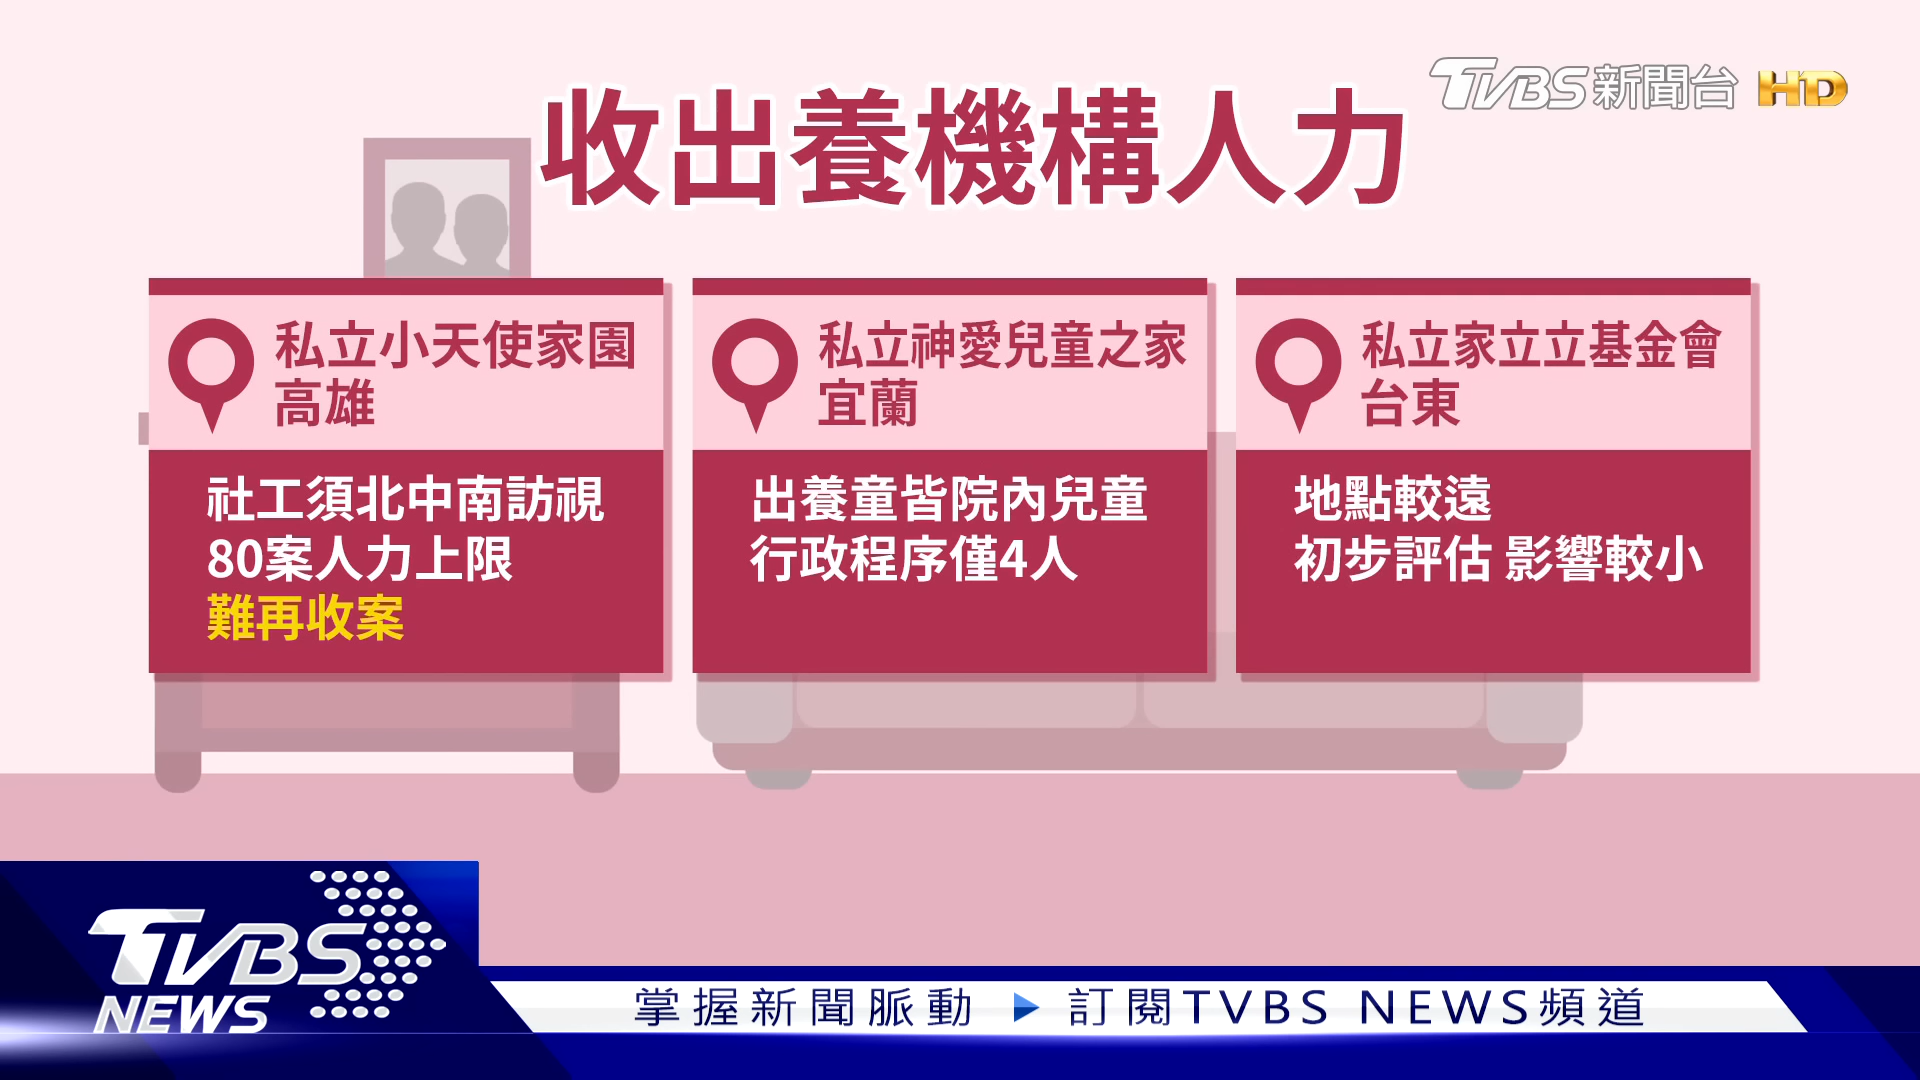 TVBS新聞台 HD
收出養機構人力
私立小天使家園
高雄
社工須北中南訪視
80案人力上限
難再收案
私立神愛兒童之家
宜蘭
出養童皆院內兒童
行政程序僅4人
私立家立立基金會
台東
地點較遠
初步評估 影響較小
TVBS
NEWS
掌握新聞脈動 ▶ 訂閱TVBS NEWS頻道